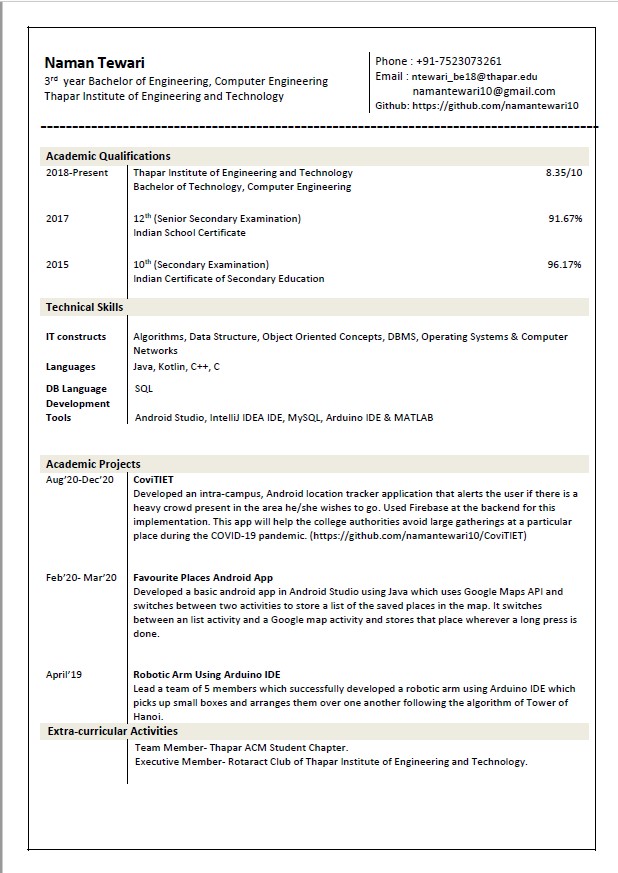 Naman Tewari
3rd year Bachelor of Engineering, Computer Engineering
Thapar Institute of Engineering and Technology
Phone : +91-7523073261
Email : ntewari_be18@thapar.edu
namantewari10@gmail.com
Github: https://github.com/namantewari10
Academic Qualifications
2018-Present Thapar Institute of Engineering and Technology 8.35/10
Bachelor of Technology, Computer Engineering
2017 12th (Senior Secondary Examination) 91.67%
Indian School Certificate
2015 10th (Secondary Examination) 96.17%
Indian Certificate of Secondary Education
Technical Skills
IT constructs Algorithms, Data Structure, Object Oriented Concepts, DBMS, Operating Systems & Computer
Networks
Languages Java, Kotlin, C++, C
DB Language SQL
Development
Tools Android Studio, IntelliJ IDEA IDE, MySQL, Arduino IDE & MATLAB
Academic Projects
Aug'20-Dec'20 CoviTIET
Developed an intra-campus, Android location tracker application that alerts the user if there is a
heavy crowd present in the area he/she wishes to go. Used Firebase at the backend for this
implementation. This app will help the college authorities avoid large gatherings at a particular
place during the COVID-19 pandemic. (https://github.com/namantewari10/CoviTIET)
Feb'20- Mar'20 Favourite Places Android App
Developed a basic android app in Android Studio using Java which uses Google Maps API and
switches between two activities to store a list of the saved places in the map. It switches
between an list activity and a Google map activity and stores that place wherever a long press is
done.
April'19 Robotic Arm Using Arduino IDE
Lead a team of 5 members which successfully developed a robotic arm using Arduino IDE which
picks up small boxes and arranges them over one another following the algorithm of Tower of
Hanoi.
Extra-curricular Activities
Team Member- Thapar ACM Student Chapter.
Executive Member- Rotaract Club of Thapar Institute of Engineering and Technology.